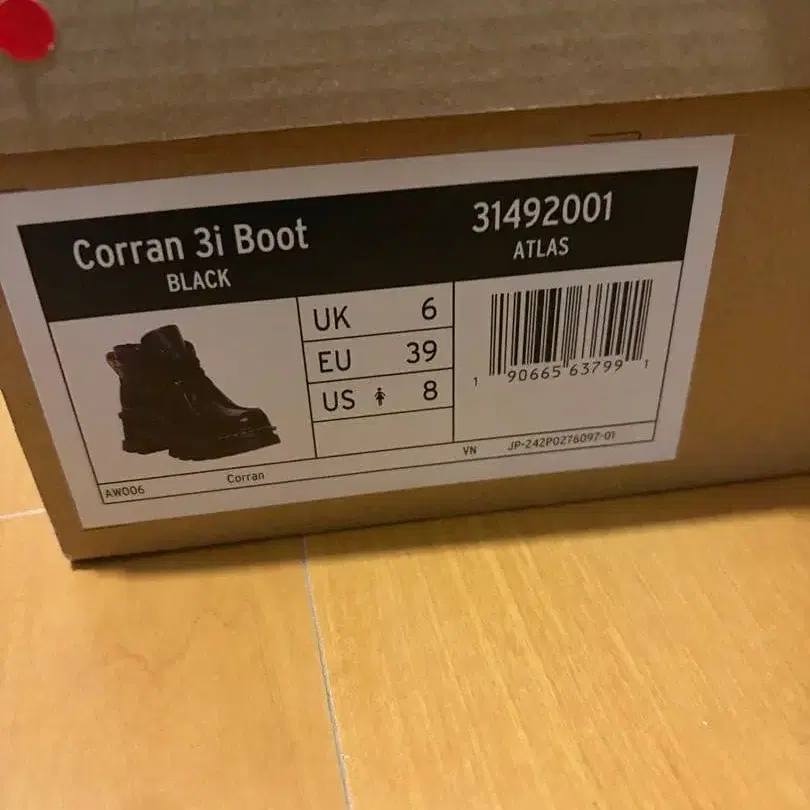 Corran 3i Boot
BLACK
31492001
ATLAS
UK 6
EU 39
US 8
1 90665 63799 1
AW006
Corran
VN
JP-242P0276097-01